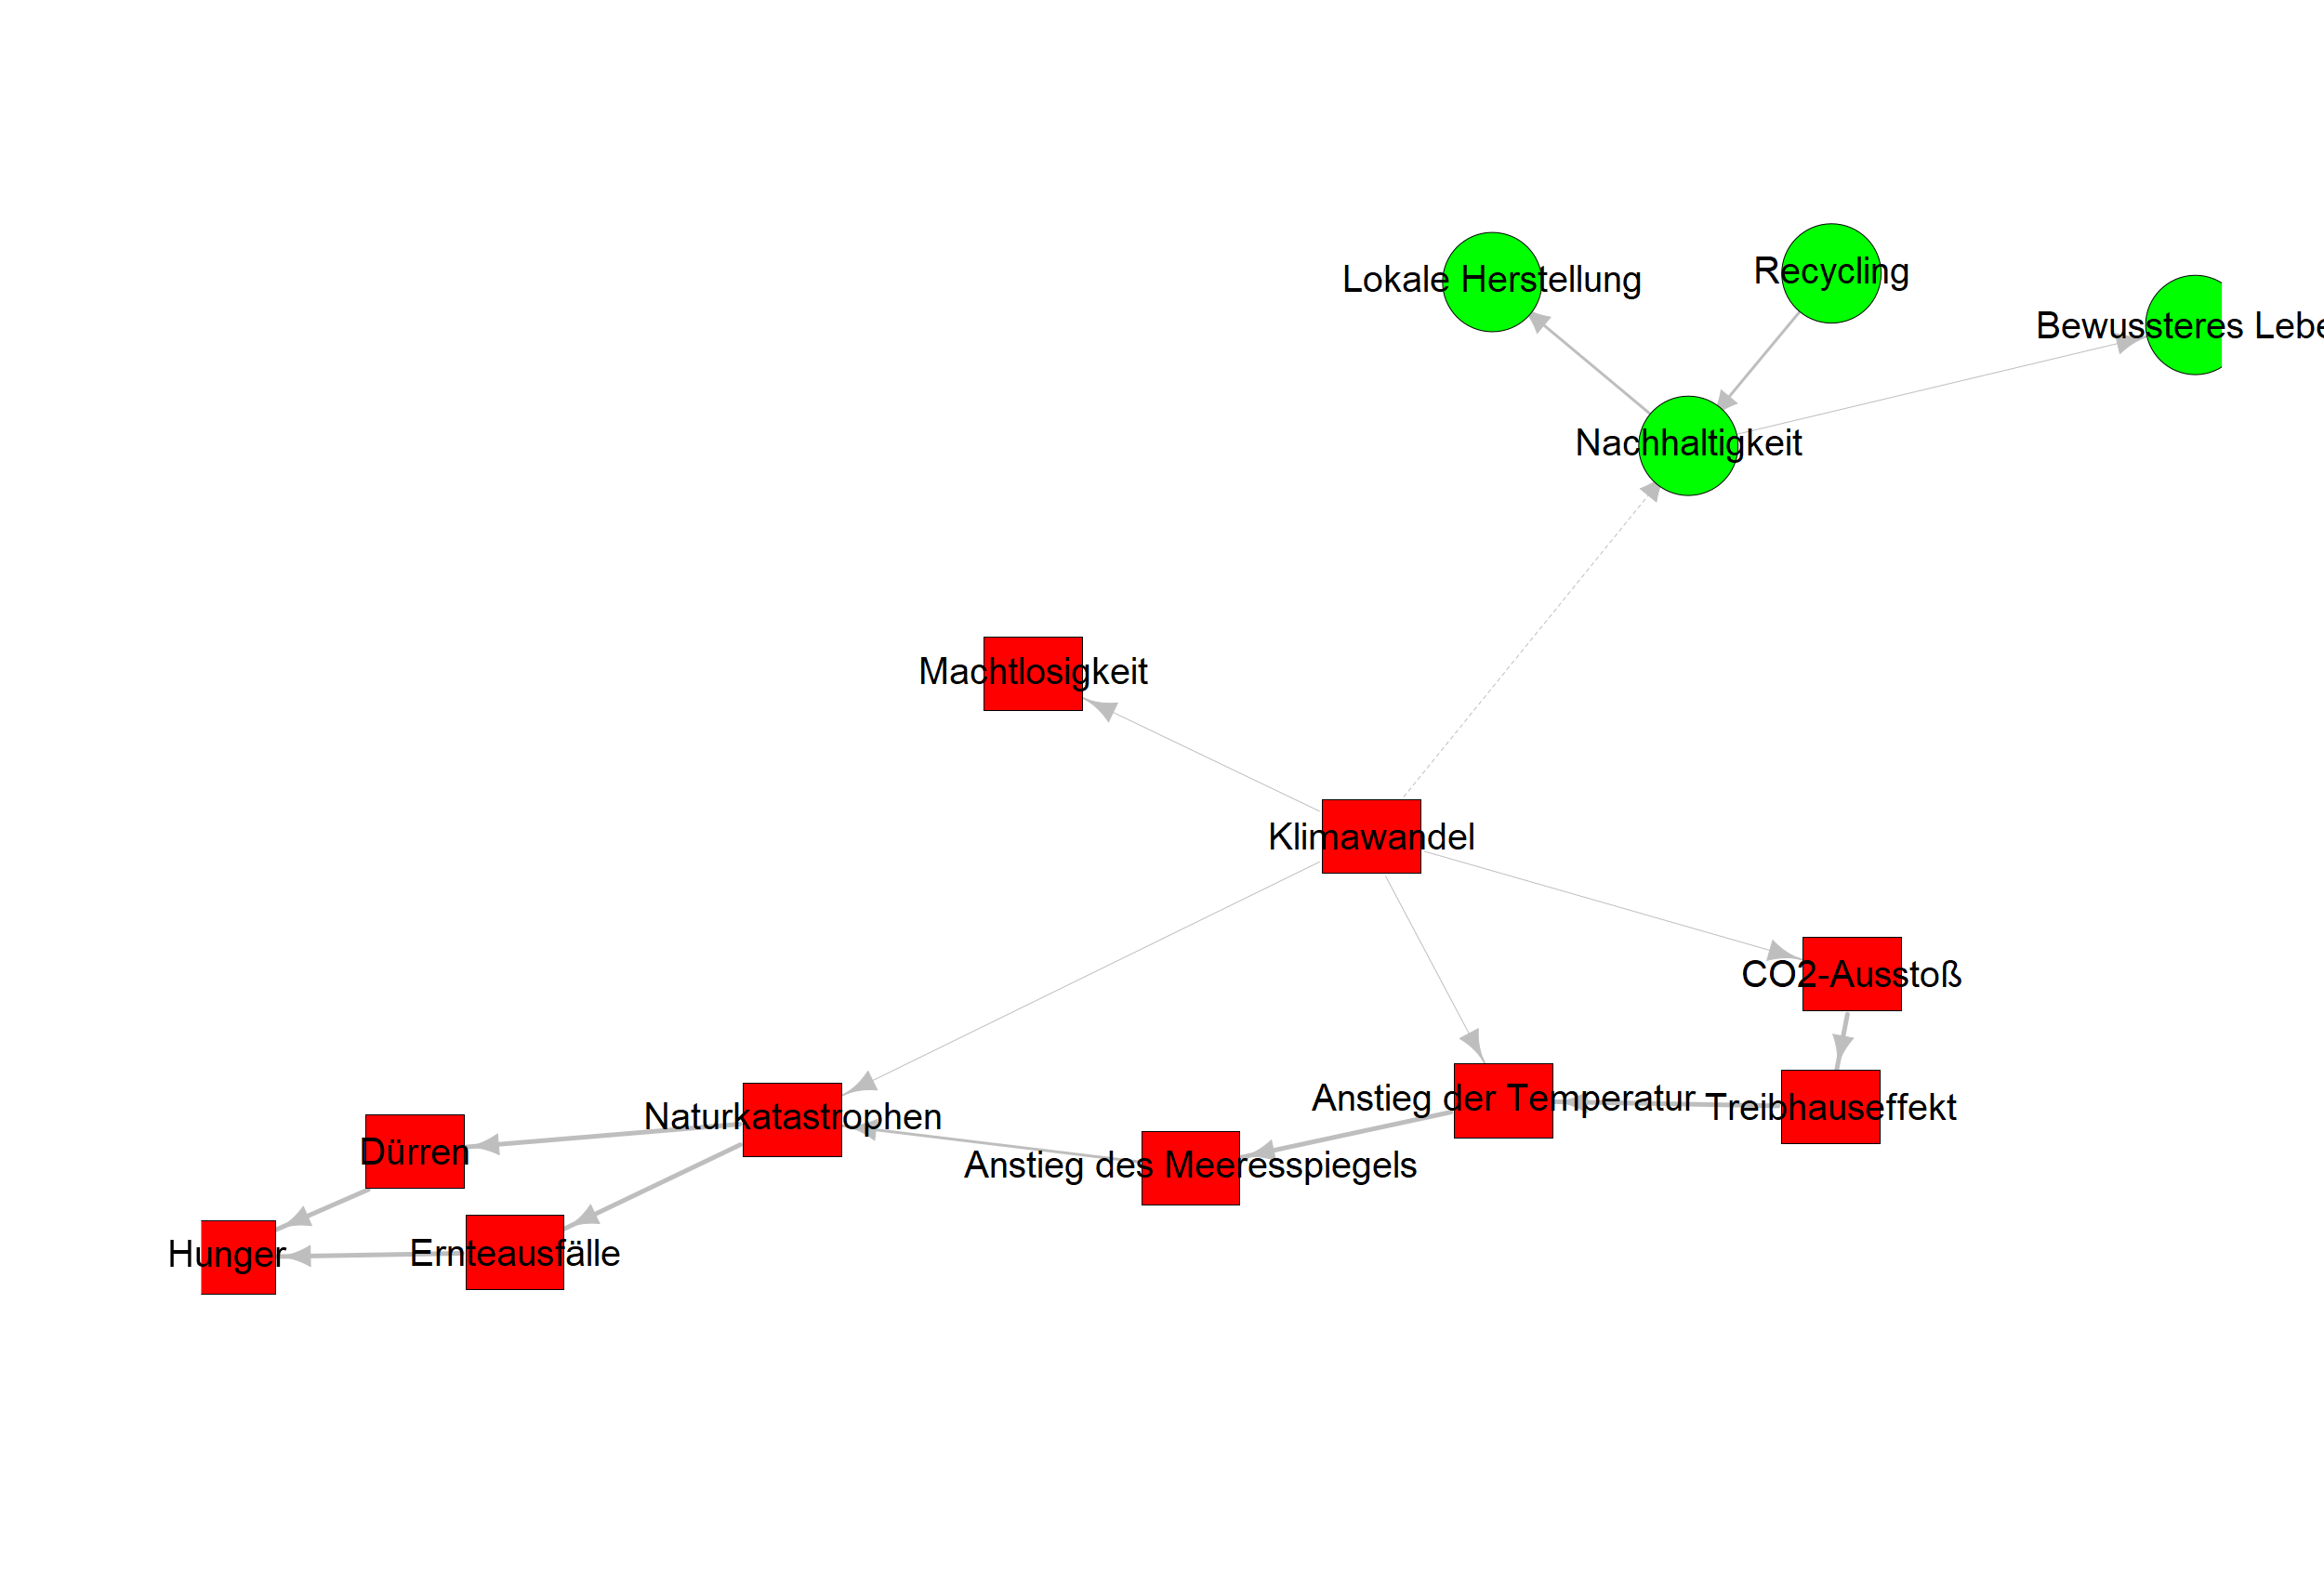 Lokale Herstellung
Recycling
Bewussteres Lebe
Nachhaltigkeit
Machtlosigkeit
Klimawandel
CO2-Ausstoß
Anstieg der Temperatur
Treibhauseffekt
Naturkatastrophen
Dürren
Anstieg des Meeresspiegels
Hunger
Ernteausfälle